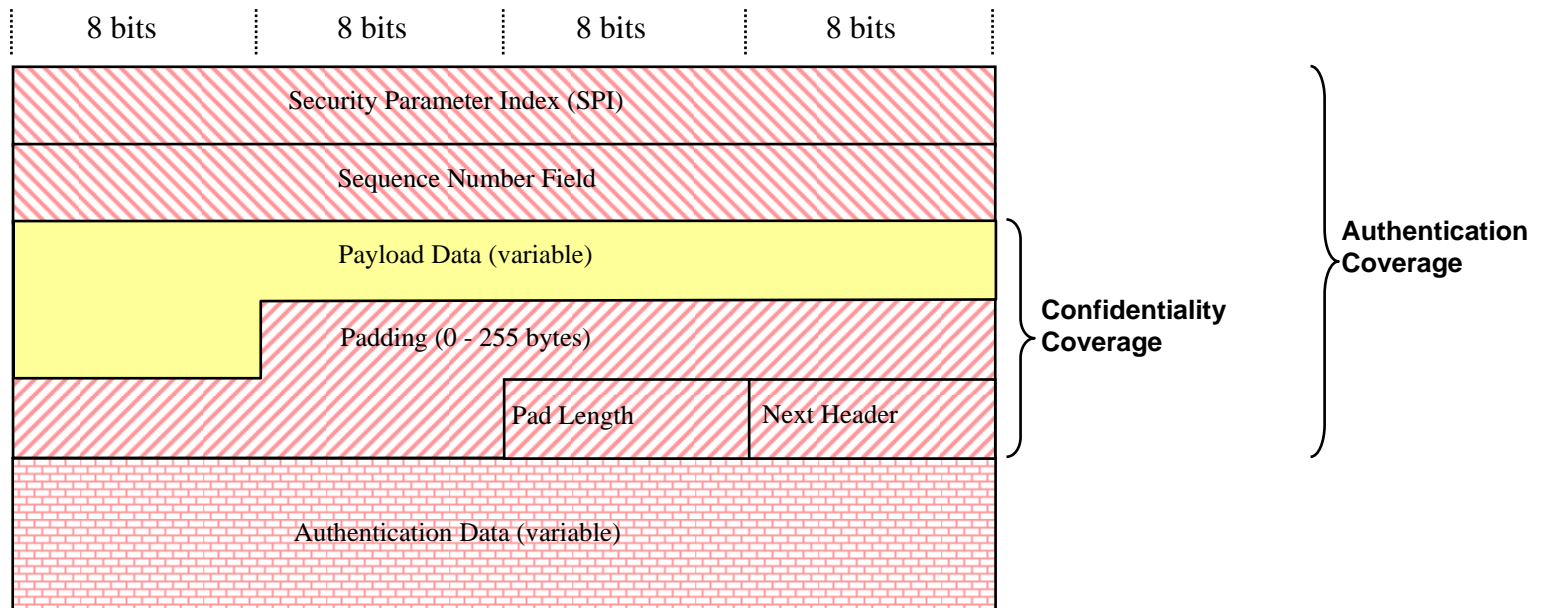 8 bits 8 bits 8 bits 8 bits
Security Parameter Index (SPI)
Sequence Number Field
Payload Data (variable)
Padding (0 - 255 bytes)
Pad Length
Next Header
Authentication Data (variable)
Confidentiality
Coverage
Authentication
Coverage